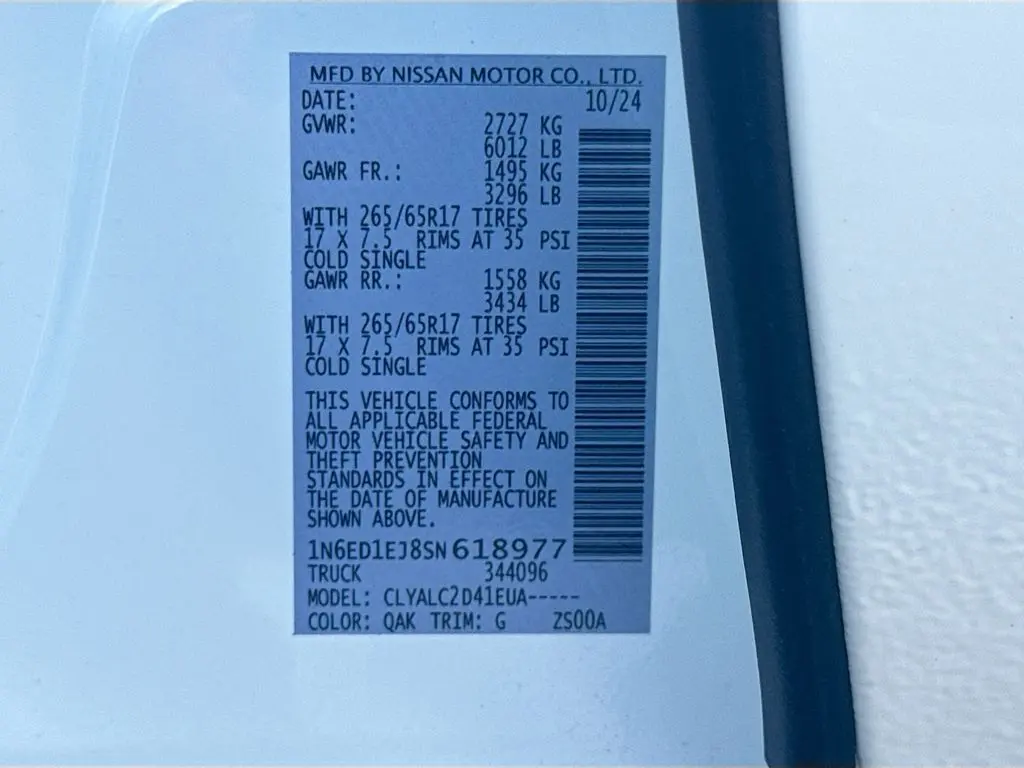 MFD BY NISSAN MOTOR CO., LTD.
DATE: 10/24
GVWR: 2727 KG
6012 LB
GAWR FR.: 1495 KG
3296 LB
WITH 265/65R17 TIRES
17 X 7.5 RIMS AT 35 PSI
COLD SINGLE
GAWR RR.: 1558 KG
3434 LB
WITH 265/65R17 TIRES
17 X 7.5 RIMS AT 35 PSI
COLD SINGLE
THIS VEHICLE CONFORMS TO
ALL APPLICABLE FEDERAL
MOTOR VEHICLE SAFETY AND
THEFT PREVENTION
STANDARDS IN EFFECT ON
THE DATE OF MANUFACTURE
SHOWN ABOVE.
1N6ED1EJ8SN618977
TRUCK 344096
MODEL: CLYALC2D41EUA-----
COLOR: QAK TRIM: G ZS00A